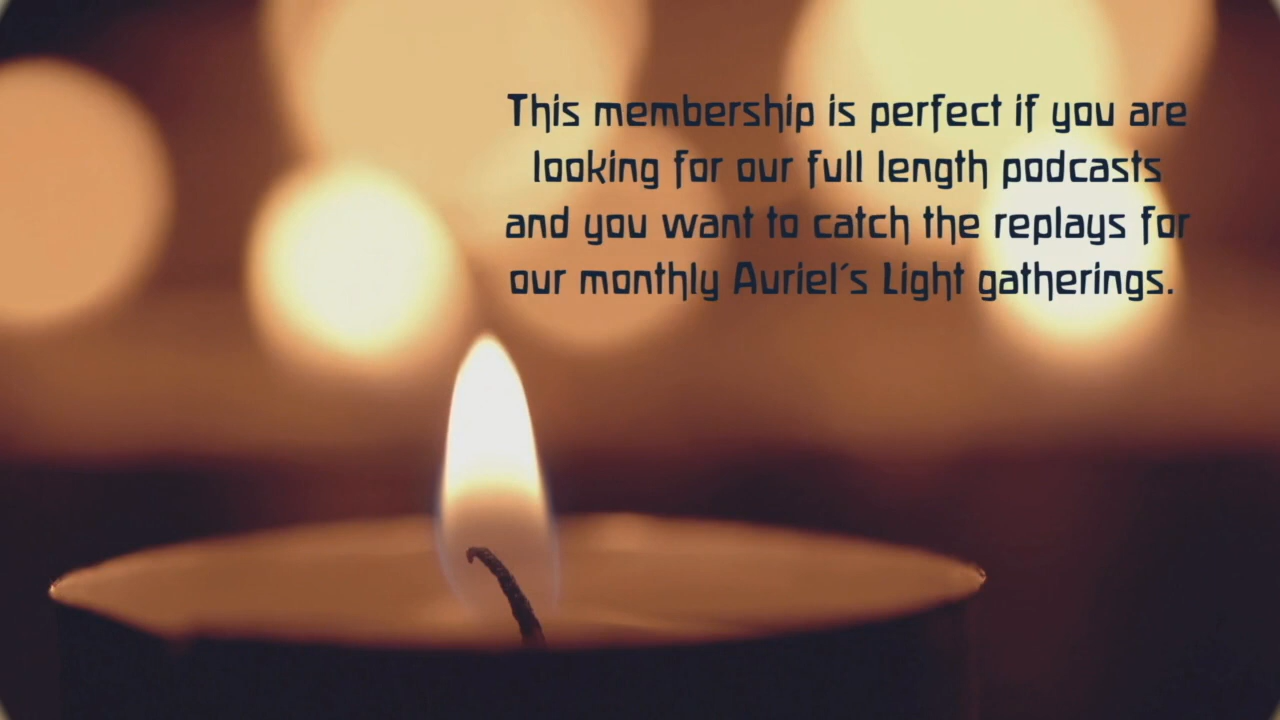 This membership is perfect if you are
looking for our full length podcasts
and you want to catch the replays for
our monthly Auriel's Light gatherings.